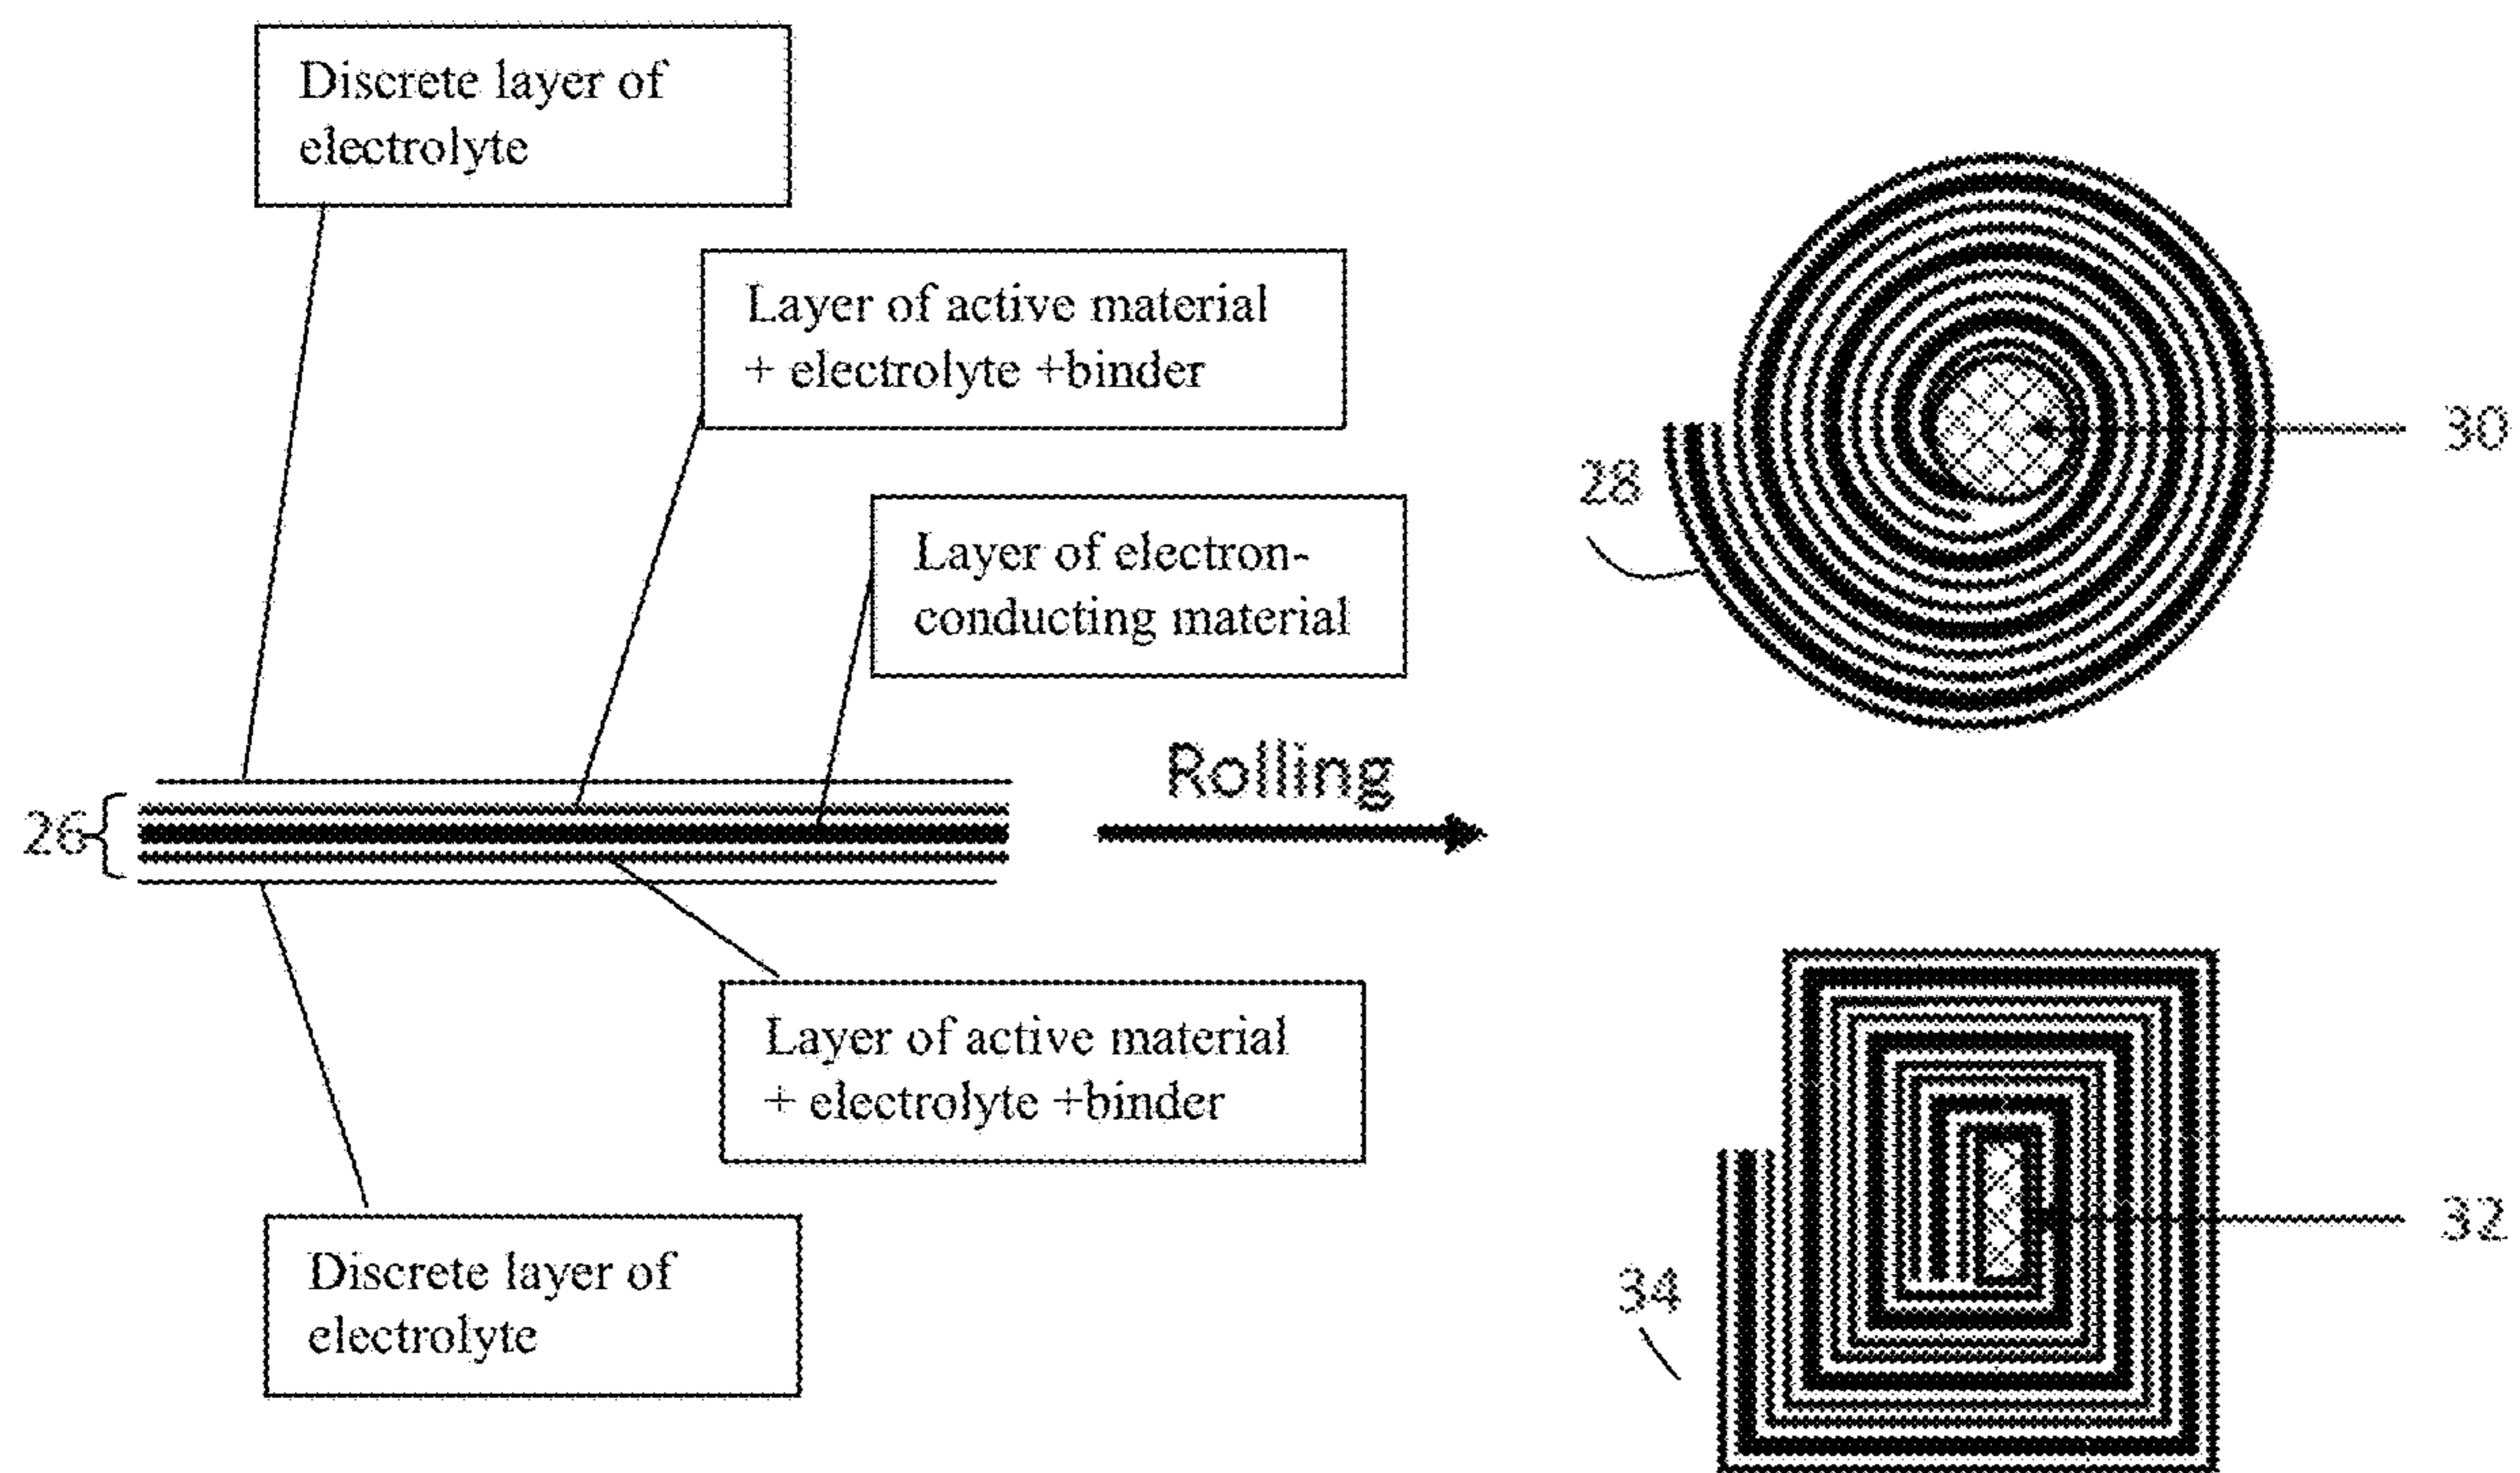 Discrete layer of
electrolyte
Layer of active material
+ electrolyte +binder
Layer of electron-
conducting material
Rolling
26
28
30
Layer of active material
+ electrolyte +binder
Discrete layer of
electrolyte
34
32